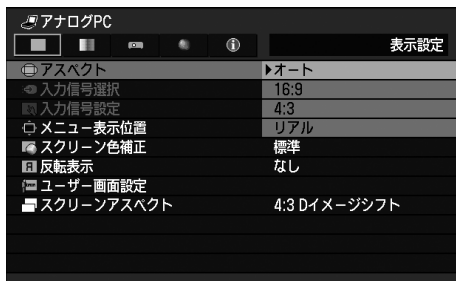 アナログPC
表示設定
アスペクト ▶オート
入力信号選択 16:9
入力信号設定 4:3
メニュー表示位置 リアル
スクリーン色補正 標準
反転表示 なし
ユーザー画面設定
スクリーンアスペクト 4:3 Dイメージシフト